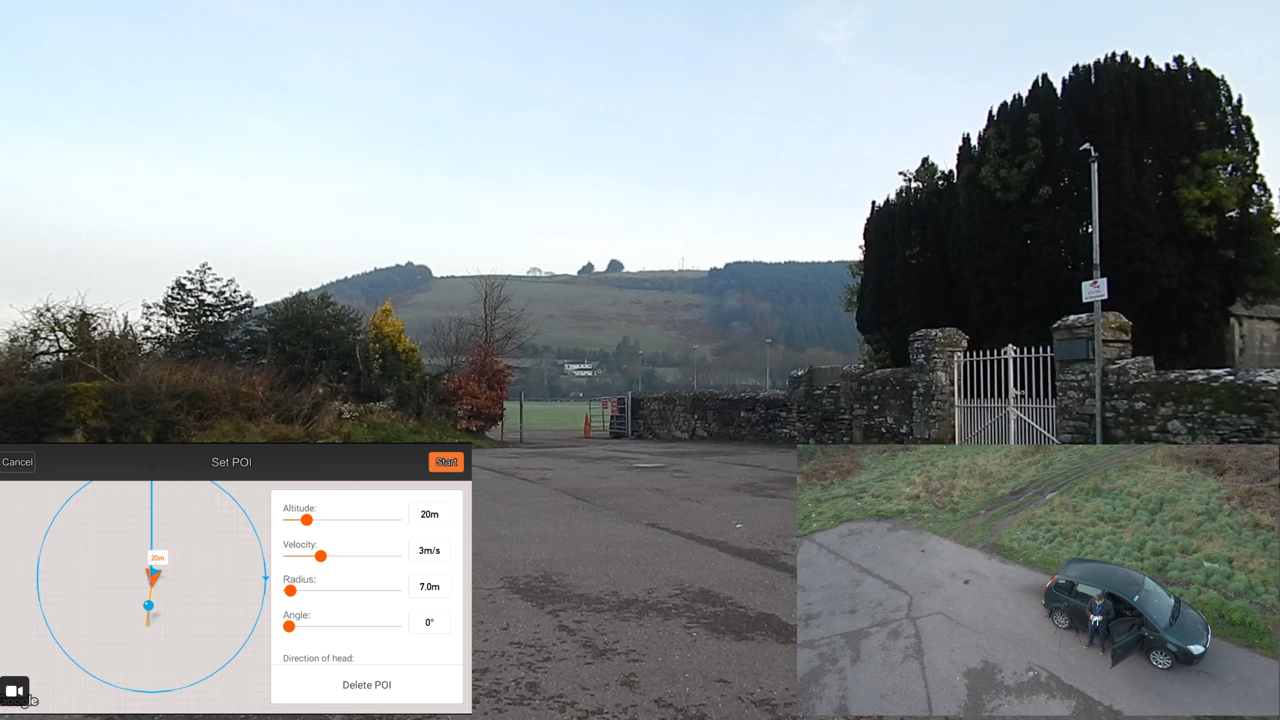 Cancel
Set POI
Start
20m
Altitude:
20m
Velocity:
3m/s
Radius:
7.0m
Angle:
0°
Direction of head:
Delete POI